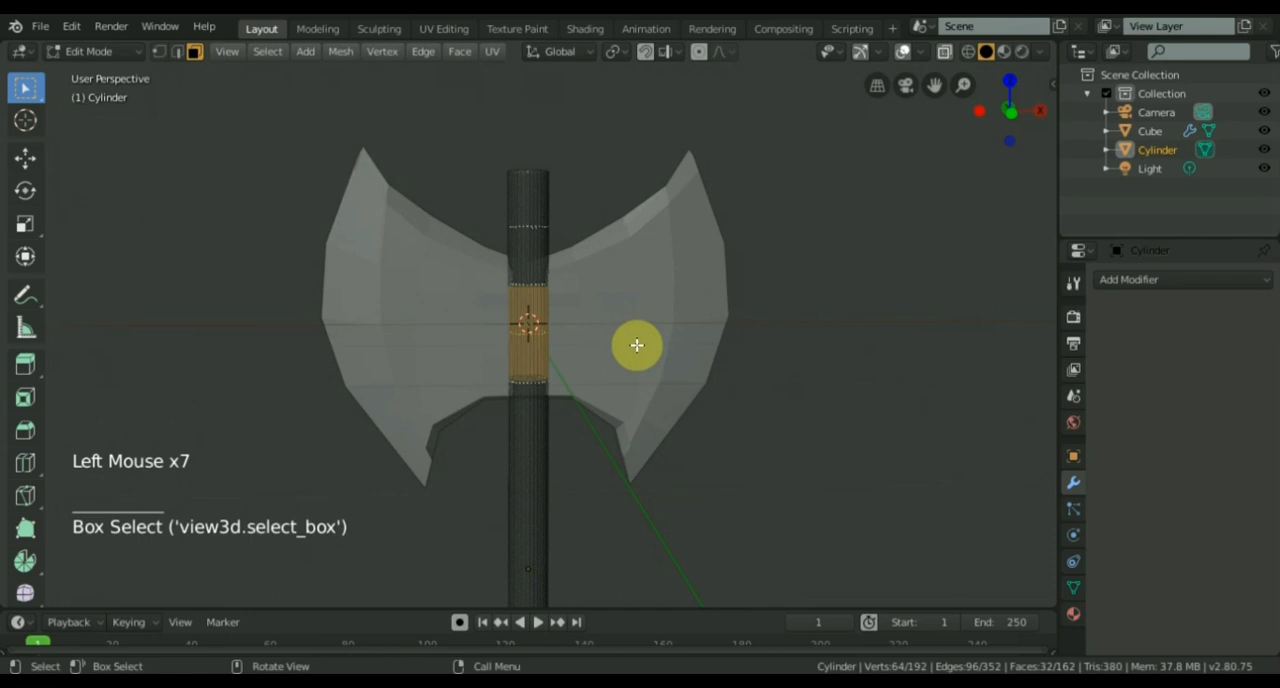 File Edit Render Window Help Layout Modeling Sculpting UV Editing Texture Paint Shading Animation Rendering Compositing Scripting + Scene View Layer
Edit Mode View Select Add Mesh Vertex Edge Face UV Global
User Perspective
(1) Cylinder
X
Scene Collection
Collection
Camera
Cube
Cylinder
Light
Cylinder
Add Modifier
Left Mouse x7
Box Select ('view3d.select_box')
Playback Keying View Marker 1 Start: 1 End: 250
1
Select Box Select Rotate View Call Menu Cylinder | Verts:64/192 | Edges:96/352 | Faces:32/162 | Tris:380 | Mem: 37.8 MB | v2.80.75